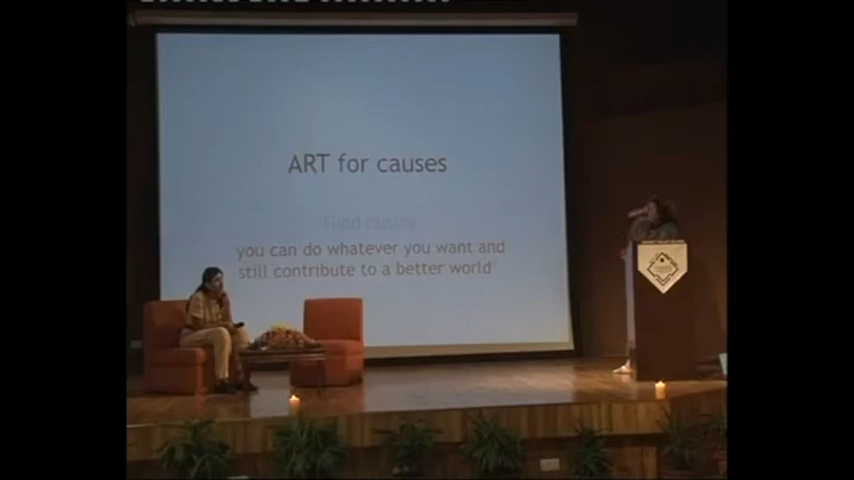 ART for causes
you can do whatever you want and
still contribute to a better world"